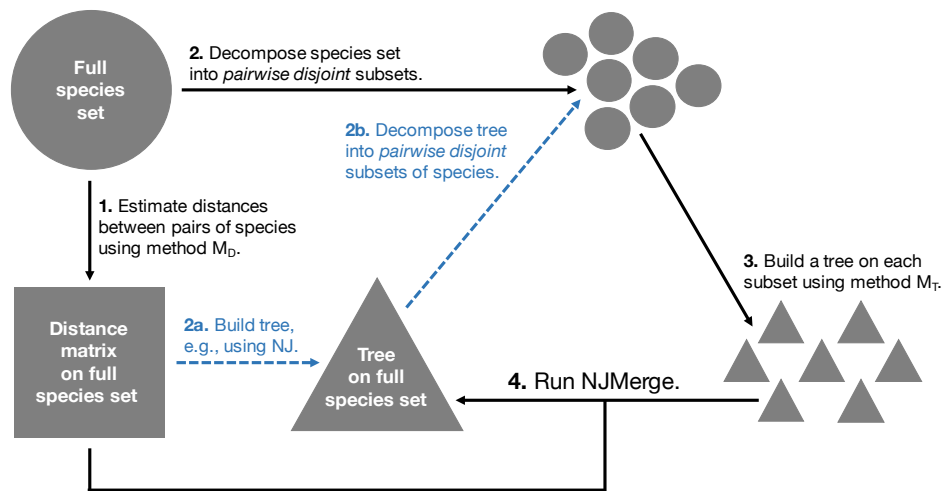 Full
species
set
2. Decompose species set
into pairwise disjoint subsets.
2b. Decompose tree
into pairwise disjoint
subsets of species.
1. Estimate distances
between pairs of species
using method M_D.
3. Build a tree on each
subset using method M_T.
Distance
matrix
on full
species set
2a. Build tree,
e.g., using NJ.
Tree
on full
species set
4. Run NJMerge.